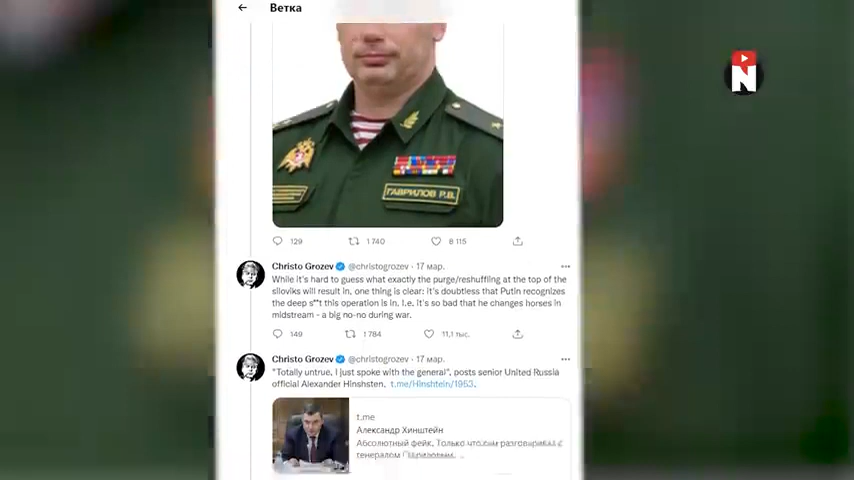 Ветка
N
ГАВРИЛОВ Р.В.
129 1 740 8 115
Christo Grozev @christogrozev · 17 мар.
While it's hard to guess what exactly the purge/reshuffling at the top of the
siloviks will result in, one thing is clear: it's doubtless that Putin recognizes
the deep s**t this operation is in. I.e. it's so bad that he changes horses in
midstream - a big no-no during war.
149 1 784 11,1 тыс.
Christo Grozev @christogrozev · 17 мар.
"Totally untrue, I just spoke with the general", posts senior United Russia
official Alexander Hinshsten. t.me/Hinshtein/1953.
t.me
Александр Хинштейн
Абсолютный фейк. Только что сам разговаривал с
генералом